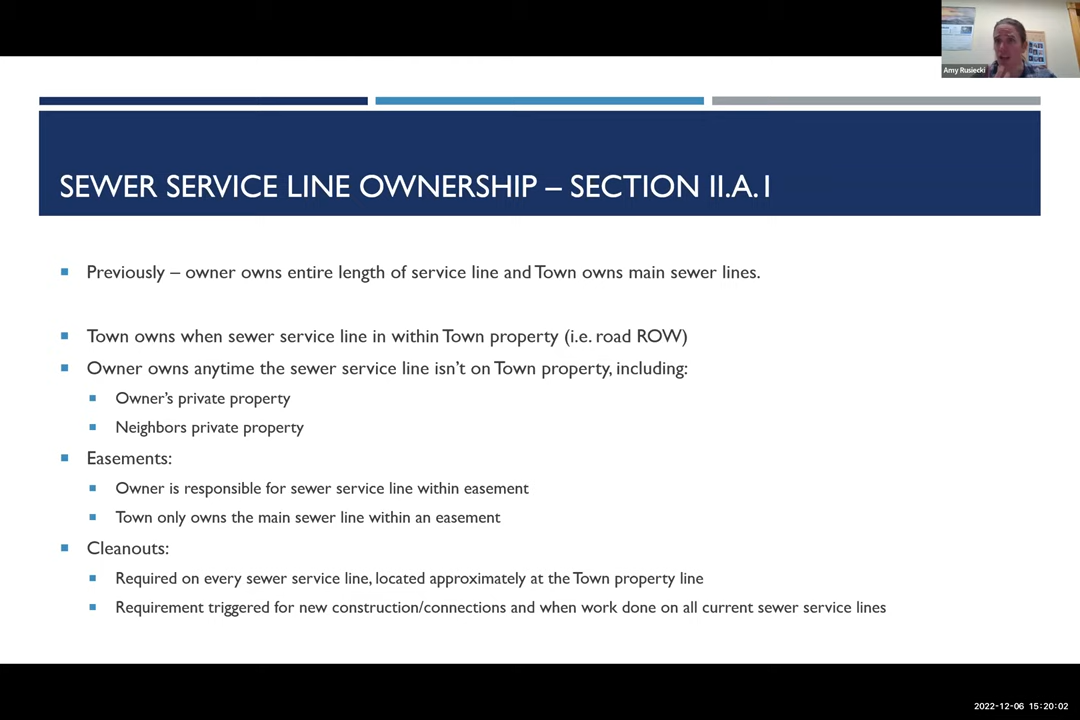 Amy Rusiecki
SEWER SERVICE LINE OWNERSHIP – SECTION II.A.1
Previously – owner owns entire length of service line and Town owns main sewer lines.
Town owns when sewer service line in within Town property (i.e. road ROW)
Owner owns anytime the sewer service line isn't on Town property, including:
Owner's private property
Neighbors private property
Easements:
Owner is responsible for sewer service line within easement
Town only owns the main sewer line within an easement
Cleanouts:
Required on every sewer service line, located approximately at the Town property line
Requirement triggered for new construction/connections and when work done on all current sewer service lines
2022-12-06 15:20:02